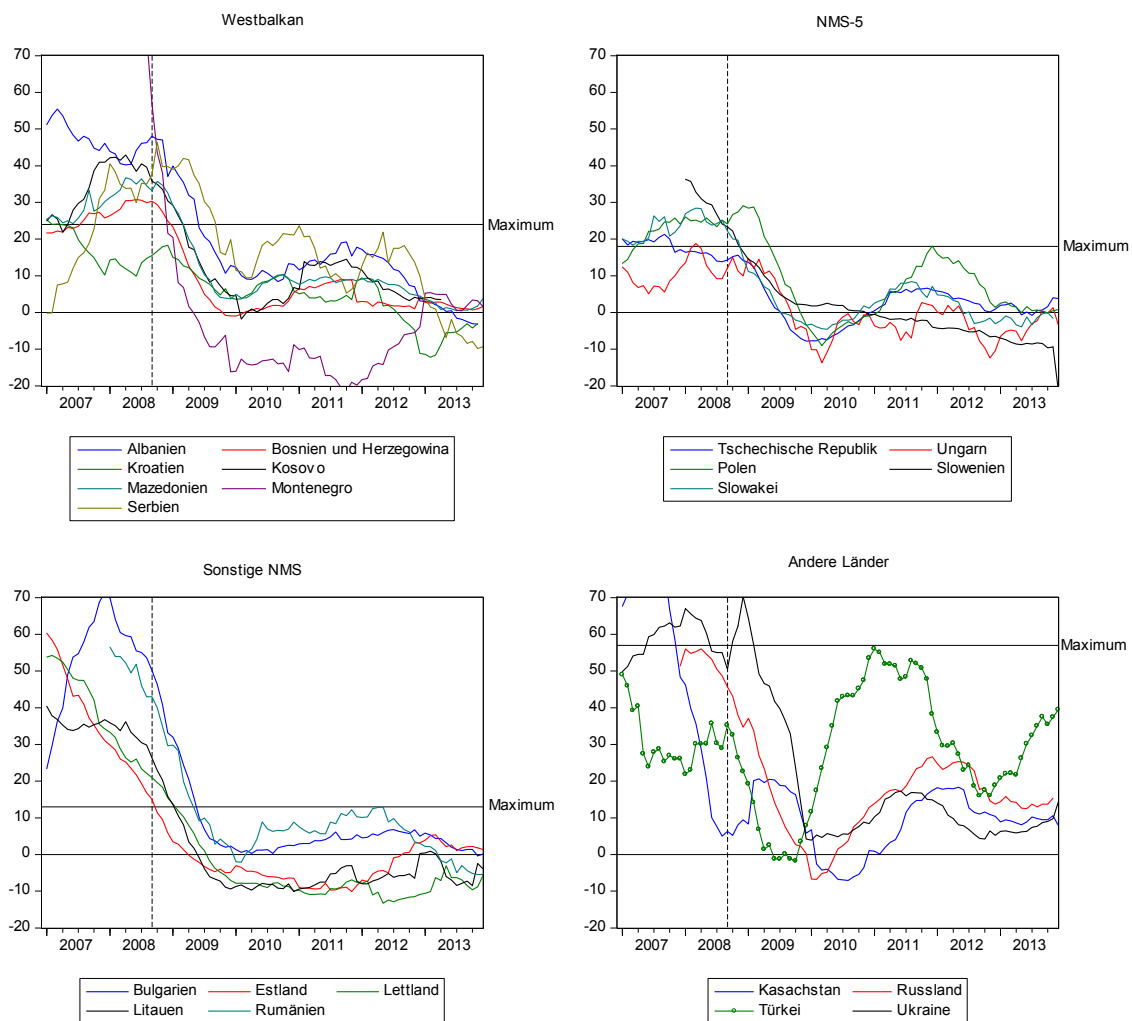 Westbalkan
70
60
50
40
30
20
10
0
-10
-20
Maximum
2007 2008 2009 2010 2011 2012 2013
Albanien Bosnien und Herzegowina
Kroatien Kosovo
Mazedonien Montenegro
Serbien
NMS-5
70
60
50
40
30
20
10
0
-10
-20
Maximum
2007 2008 2009 2010 2011 2012 2013
Tschechische Republik Ungarn
Polen Slowenien
Slowakei
Sonstige NMS
70
60
50
40
30
20
10
0
-10
-20
Maximum
2007 2008 2009 2010 2011 2012 2013
Bulgarien Estland Lettland
Litauen Rumänien
Andere Länder
70
60
50
40
30
20
10
0
-10
-20
Maximum
2007 2008 2009 2010 2011 2012 2013
Kasachstan Russland
Türkei Ukraine